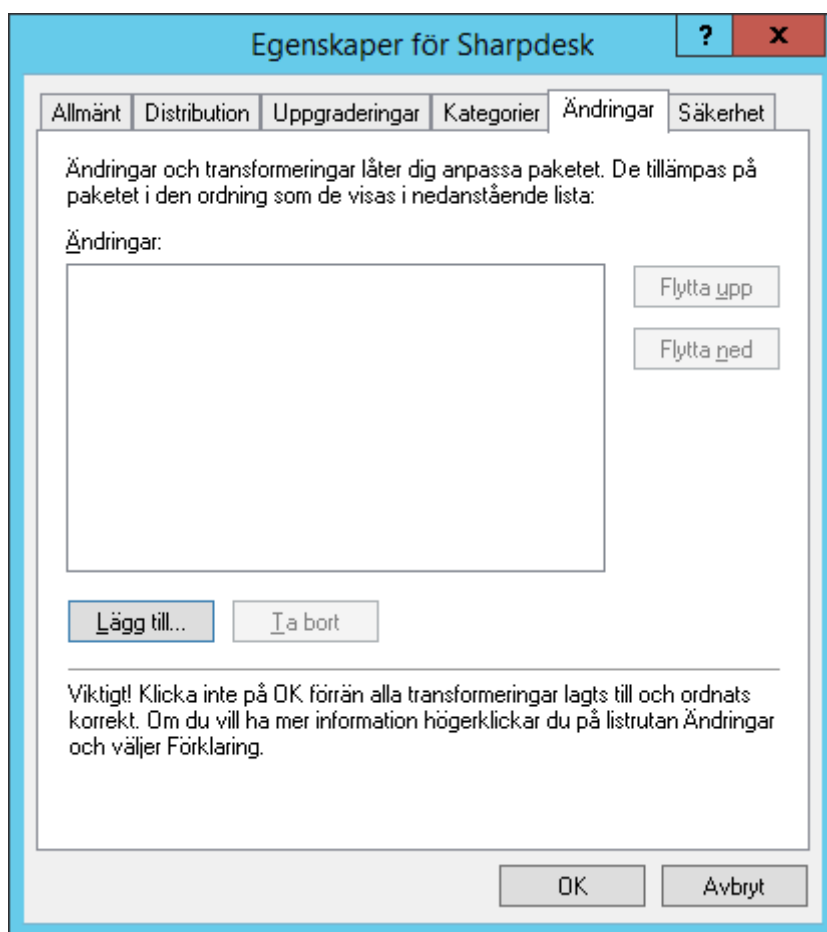 Egenskaper för Sharpdesk
?
x
Allmänt
Distribution
Uppgraderingar
Kategorier
Ändringar
Säkerhet
Ändringar och transformeringar låter dig anpassa paketet. De tillämpas på
paketet i den ordning som de visas i nedanstående lista:
Ändringar:
Flytta upp
Flytta ned
Lägg till...
Ta bort
Viktigt! Klicka inte på OK förrän alla transformeringar lagts till och ordnats
korrekt. Om du vill ha mer information högerklickar du på listrutan Ändringar
och väljer Förklaring.
OK
Avbryt